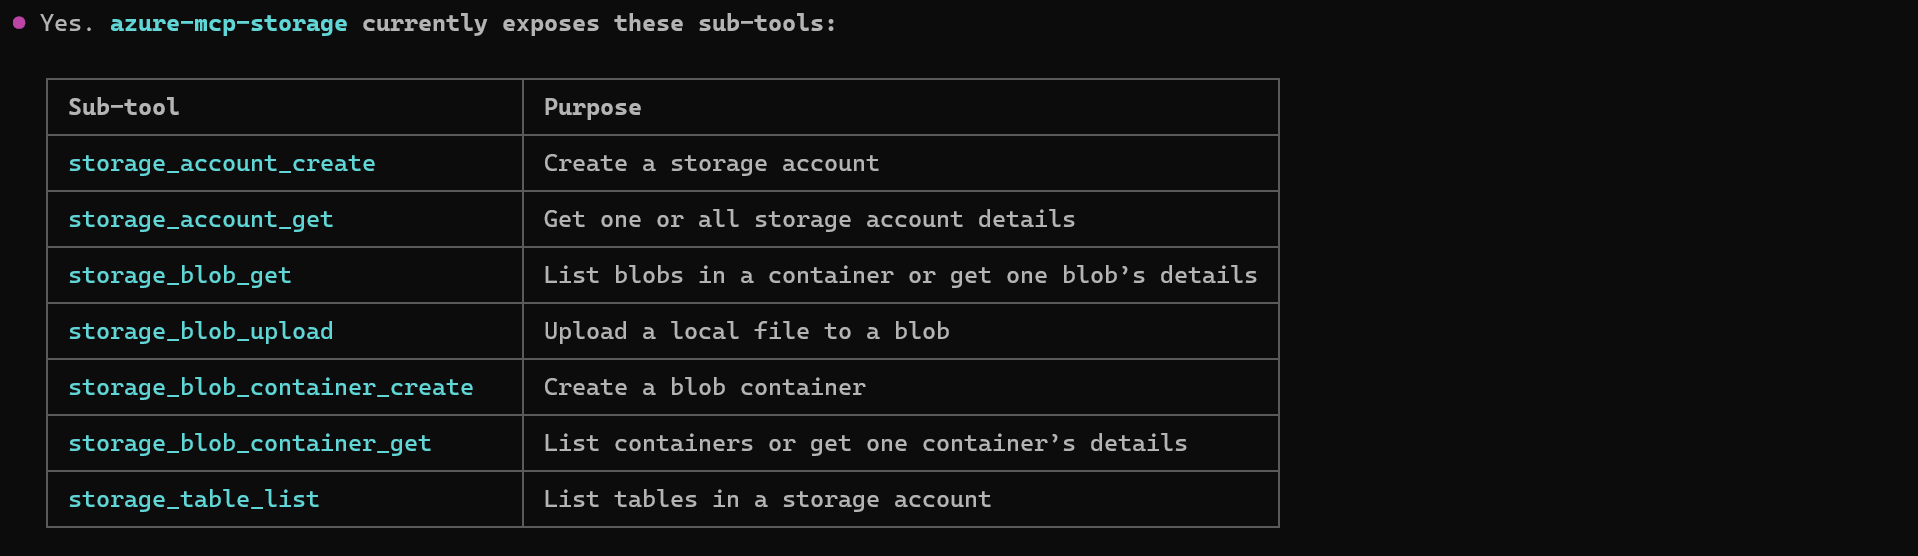 Yes. azure-mcp-storage currently exposes these sub-tools:
Sub-tool Purpose
storage_account_create Create a storage account
storage_account_get Get one or all storage account details
storage_blob_get List blobs in a container or get one blob’s details
storage_blob_upload Upload a local file to a blob
storage_blob_container_create Create a blob container
storage_blob_container_get List containers or get one container’s details
storage_table_list List tables in a storage account